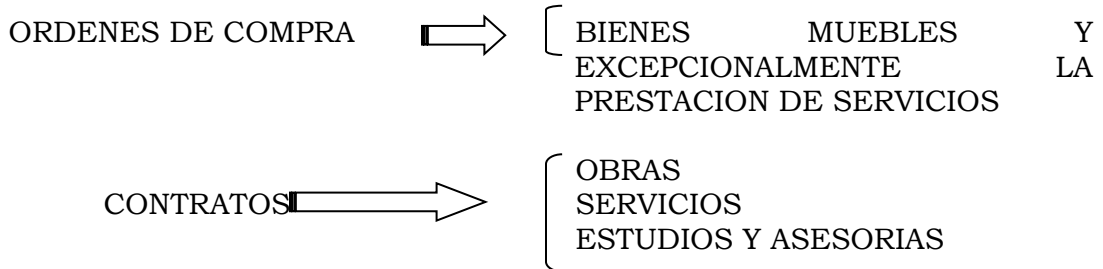 ORDENES DE COMPRA
BIENES MUEBLES Y
EXCEPCIONALMENTE LA
PRESTACION DE SERVICIOS
CONTRATOS
OBRAS
SERVICIOS
ESTUDIOS Y ASESORIAS